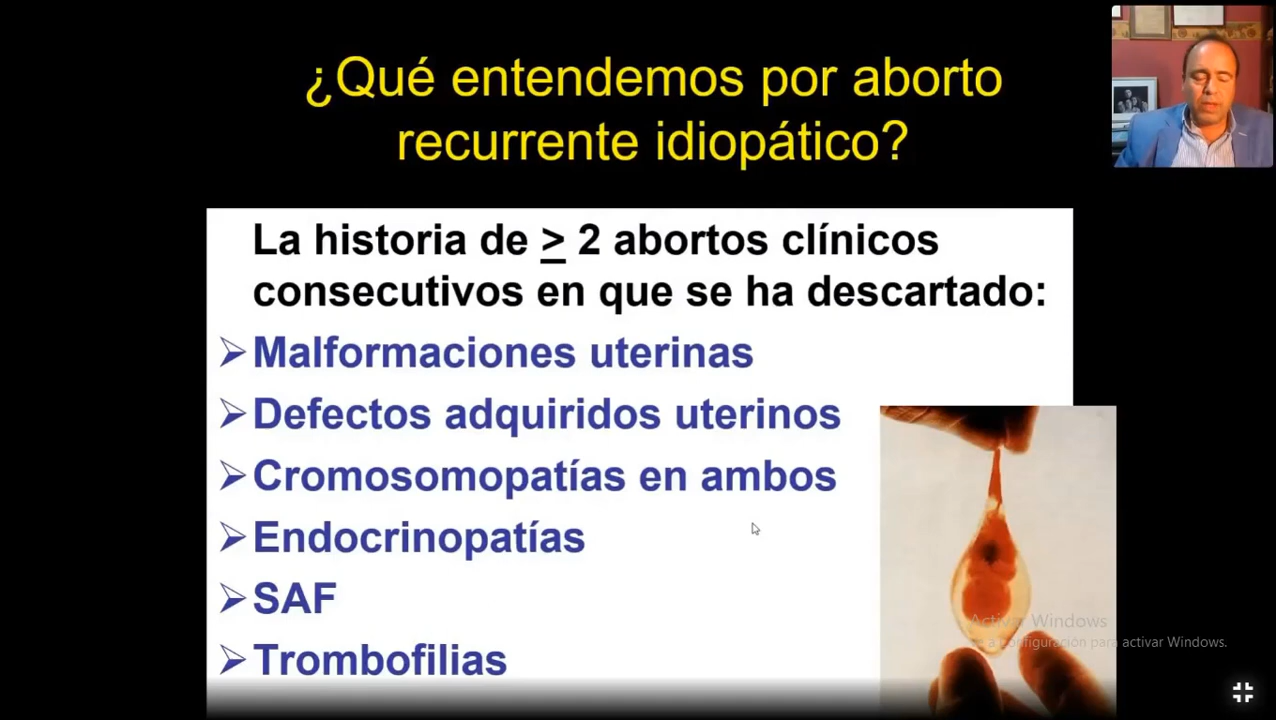 ¿Qué entendemos por aborto
recurrente idiopático?
La historia de ≥ 2 abortos clínicos
consecutivos en que se ha descartado:
➢ Malformaciones uterinas
➢ Defectos adquiridos uterinos
➢ Cromosomopatías en ambos
➢ Endocrinopatías
➢ SAF
➢ Trombofilias
Activar Windows
a configuración para activar Windows.